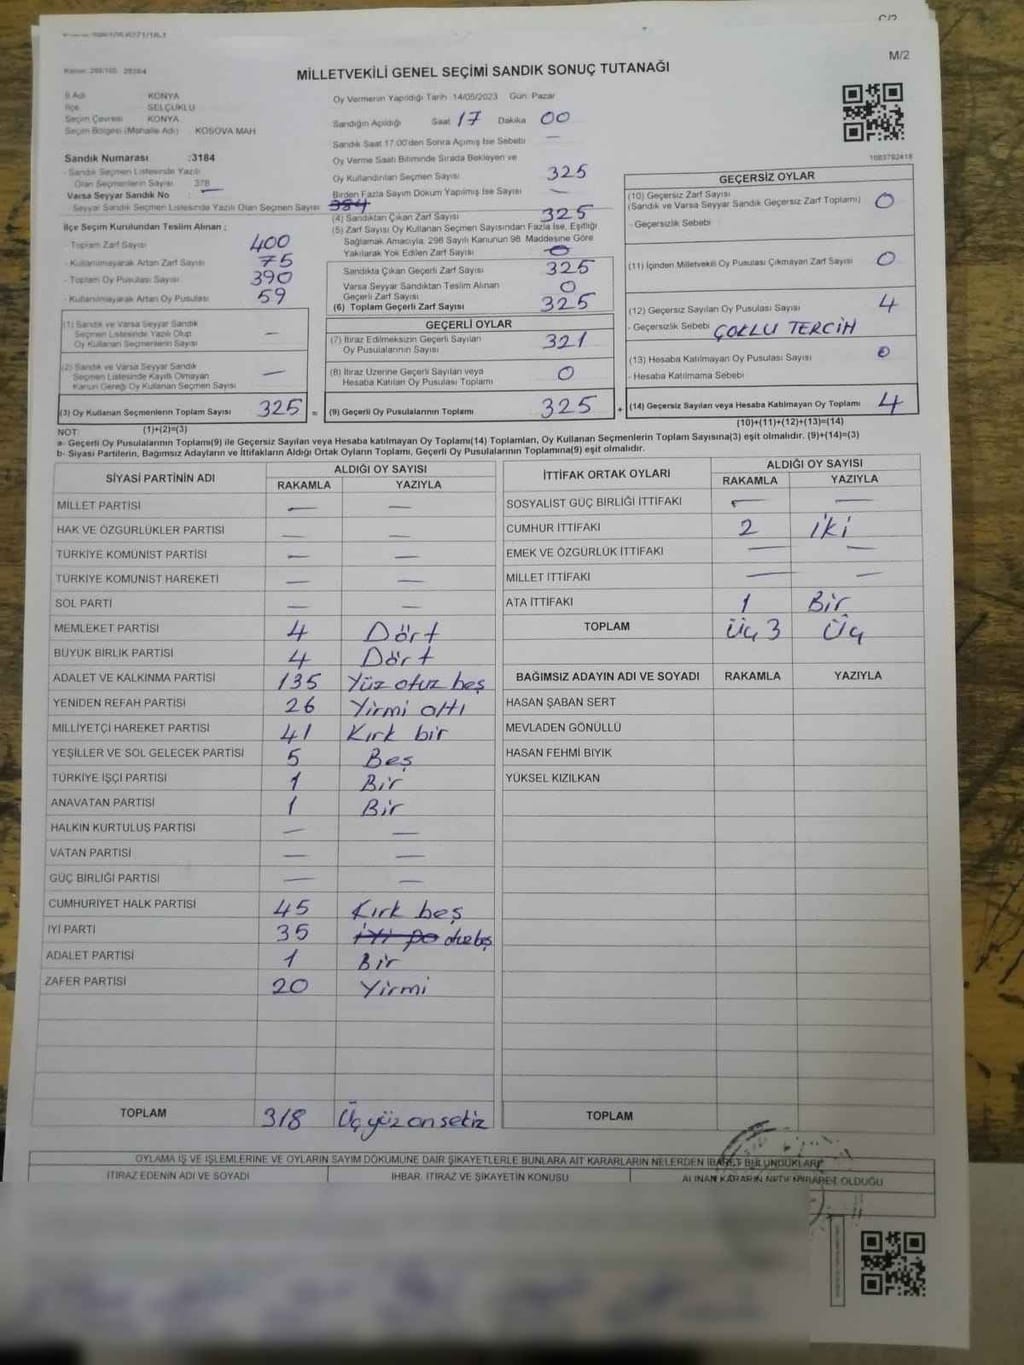 C/2
M/2
MİLLETVEKİLİ GENEL SEÇİMİ SANDIK SONUÇ TUTANAĞI
İl Adı KONYA
İlçe SELÇUKLU
Seçim Çevresi KONYA
Seçim Bölgesi (Mahalle Adı) : KOSOVA MAH
Sandık Numarası :3184
- Sandık Seçmen Listesinde Yazılı
Olan Seçmenlerin Sayısı 378
Varsa Seyyar Sandık No : —
- Seyyar Sandık Seçmen Listesinde Yazılı Olan Seçmen Sayısı
İlçe Seçim Kurundan Teslim Alınan ;
- Toplam Zarf Sayısı 400
- Kullanılmayarak Artan Zarf Sayısı 75
- Toplam Oy Pusulası Sayısı 390
- Kullanılmayarak Artan Oy Pusulası 59
(1) Sandık ve Varsa Seyyar Sandık
Seçmen Listesinde Yazılı Olup
Oy Kullanan Seçmenlerin Sayısı —
(2) Sandık ve Varsa Seyyar Sandık
Seçmen Listesinde Kayıtlı Olmayan
Kanun Gereği Oy Kullanan Seçmen Sayısı —
(3) Oy Kullanan Seçmenlerin Toplam Sayısı 325 =
(1)+(2)=(3)
Oy Vermenin Yapıldığı Tarih 14/05/2023 Gün: Pazar
Sandığın Açıldığı Saat 17 Dakika 00
Sandık Saat 17.00'den Sonra Açılmış İse Sebebi —
Oy Verme Saati Bitiminde Sırada Bekleyen ve
Oy Kullandırılan Seçmen Sayısı 325
Birden Fazla Sayım Döküm Yapılmış İse Sayısı —
(4) Sandıktan Çıkan Zarf Sayısı 325
(5) Zarf Sayısı Oy Kullanan Seçmen Sayısından Fazla İse, Eşitliği
Sağlamak Amacıyla, 298 Sayılı Kanunun 98 Maddesine Göre
Yakılarak Yok Edilen Zarf Sayısı 0
Sandıkta Çıkan Geçerli Zarf Sayısı 325
Varsa Seyyar Sandıktan Teslim Alınan
Geçerli Zarf Sayısı 0
(6) Toplam Geçerli Zarf Sayısı 325
GEÇERLİ OYLAR
(7) İtiraz Edilmeksizin Geçerli Sayılan
Oy Pusulalarının Sayısı 321
(8) İtiraz Üzerine Geçerli Sayılan veya
Hesaba Katılan Oy Pusulası Toplamı 0
(9) Geçerli Oy Pusulalarının Toplamı 325 +
1083782418
GEÇERSİZ OYLAR
(10) Geçersiz Zarf Sayısı
(Sandık ve Varsa Seyyar Sandık Geçersiz Zarf Toplamı) 0
- Geçersizlik Sebebi
(11) İçinden Milletvekili Oy Pusulası Çıkmayan Zarf Sayısı 0
(12) Geçersiz Sayılan Oy Pusulası Sayısı 4
- Geçersizlik Sebebi ÇOKLU TERCİH
(13) Hesaba Katılmayan Oy Pusulası Sayısı 0
- Hesaba Katılmama Sebebi
(14) Geçersiz Sayılan veya Hesaba Katılmayan Oy Toplamı 4
(10)+(11)+(12)+(13)=(14)
NOT:
a- Geçerli Oy Pusulalarının Toplamı(9) ile Geçersiz Sayılan veya Hesaba katılmayan Oy Toplamı(14) Toplamları, Oy Kullanan Seçmenlerin Toplam Sayısına(3) eşit olmalıdır. (9)+(14)=(3)
b- Siyasi Partilerin, Bağımsız Adayların ve İttifakların Aldığı Ortak Oyların Toplamı, Geçerli Oy Pusulalarının Toplamına(9) eşit olmalıdır.
SİYASİ PARTİNİN ADI ALDIĞI OY SAYISI
RAKAMLA YAZIYLA
MİLLET PARTİSİ — —
HAK VE ÖZGÜRLÜKLER PARTİSİ — —
TÜRKİYE KOMÜNİST PARTİSİ — —
TÜRKİYE KOMÜNİST HAREKETİ — —
SOL PARTİ — —
MEMLEKET PARTİSİ 4 Dört
BÜYÜK BİRLİK PARTİSİ 4 Dört
ADALET VE KALKINMA PARTİSİ 135 Yüz otuz beş
YENİDEN REFAH PARTİSİ 26 Yirmi altı
MİLLİYETÇİ HAREKET PARTİSİ 41 Kırk bir
YEŞİLLER VE SOL GELECEK PARTİSİ 5 Beş
TÜRKİYE İŞÇİ PARTİSİ 1 Bir
ANAVATAN PARTİSİ 1 Bir
HALKIN KURTULUŞ PARTİSİ — —
VATAN PARTİSİ — —
GÜÇ BİRLİĞİ PARTİSİ — —
CUMHURİYET HALK PARTİSİ 45 Kırk beş
İYİ PARTİ 35 otuzbeş
ADALET PARTİSİ 1 Bir
ZAFER PARTİSİ 20 Yirmi
TOPLAM 318 Üçyüz onsekiz
İTTİFAK ORTAK OYLARI ALDIĞI OY SAYISI
RAKAMLA YAZIYLA
SOSYALİST GÜÇ BİRLİĞİ İTTİFAKI — —
CUMHUR İTTİFAKI 2 İki
EMEK VE ÖZGÜRLÜK İTTİFAKI — —
MİLLET İTTİFAKI — —
ATA İTTİFAKI 1 Bir
TOPLAM Üç 3 Üç
BAĞIMSIZ ADAYIN ADI VE SOYADI RAKAMLA YAZIYLA
HASAN ŞABAN SERT
MEVLADEN GÖNÜLLÜ
HASAN FEHMİ BIYIK
YÜKSEL KIZILKAN
TOPLAM
OYLAMA İŞ VE İŞLEMLERİNE VE OYLARIN SAYIM DÖKÜMÜNE DAİR ŞİKAYETLERLE BUNLARA AİT KARARLARIN NELERDEN İBARET BULUNDUKLARI
İTİRAZ EDENİN ADI VE SOYADI İHBAR, İTİRAZ VE ŞİKAYETİN KONUSU ALINAN KARARIN NEDEN İBARET OLDUĞU